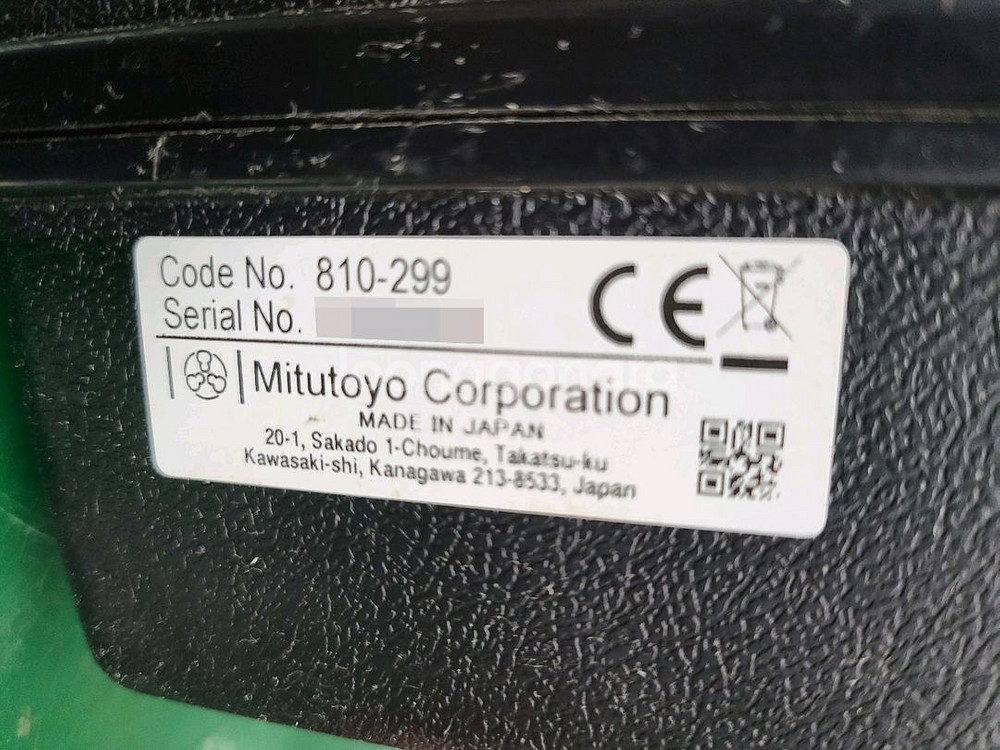 Code No. 810-299
Serial No.
CE
Mitutoyo Corporation
MADE IN JAPAN
20-1, Sakado 1-Choume, Takatsu-ku
Kawasaki-shi, Kanagawa 213-8533, Japan